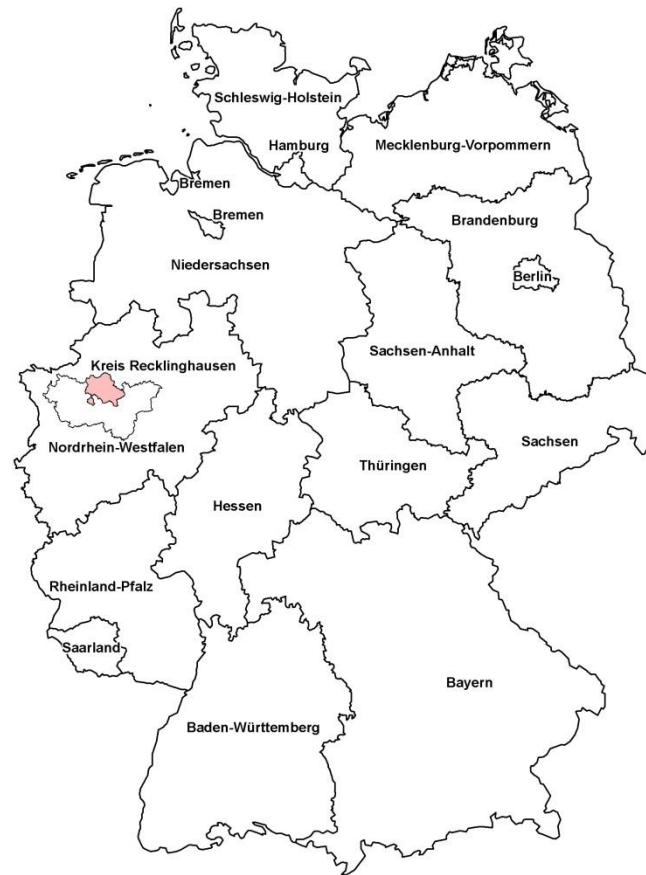 Schleswig-Holstein
Hamburg
Mecklenburg-Vorpommern
Bremen
Bremen
Brandenburg
Niedersachsen
Berlin
Sachsen-Anhalt
Kreis Recklinghausen
Nordrhein-Westfalen
Sachsen
Thüringen
Hessen
Rheinland-Pfalz
Saarland
Bayern
Baden-Württemberg